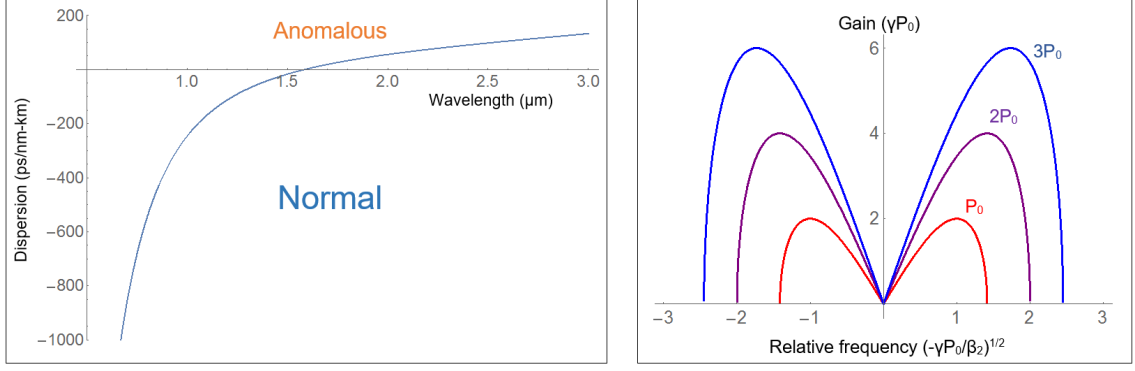 200
Anomalous
1.0
1.5
2.0
2.5
3.0
Wavelength (μm)
−200
−400
−600
−800
−1000
Normal
Dispersion (ps/nm-km)
Gain (γP₀)
6
4
2
3P₀
2P₀
P₀
−3
−2
−1
0
1
2
3
Relative frequency (-γP₀/β₂)¹ᐟ²